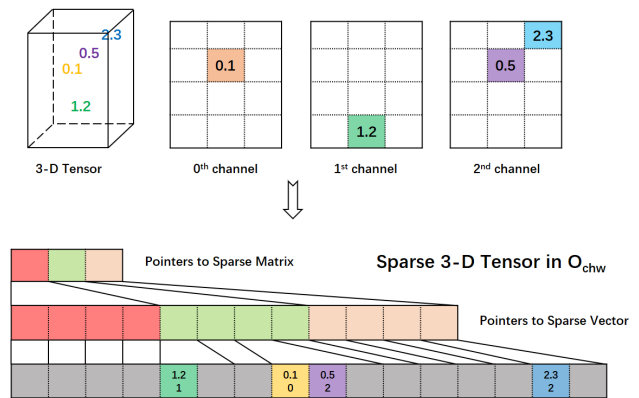 2.3
0.5
0.1
1.2
3-D Tensor
0.1
0th channel
1.2
1st channel
2.3
0.5
2nd channel
Pointers to Sparse Matrix
Sparse 3-D Tensor in Ochw
Pointers to Sparse Vector
1.2
1
0.1
0
0.5
2
2.3
2